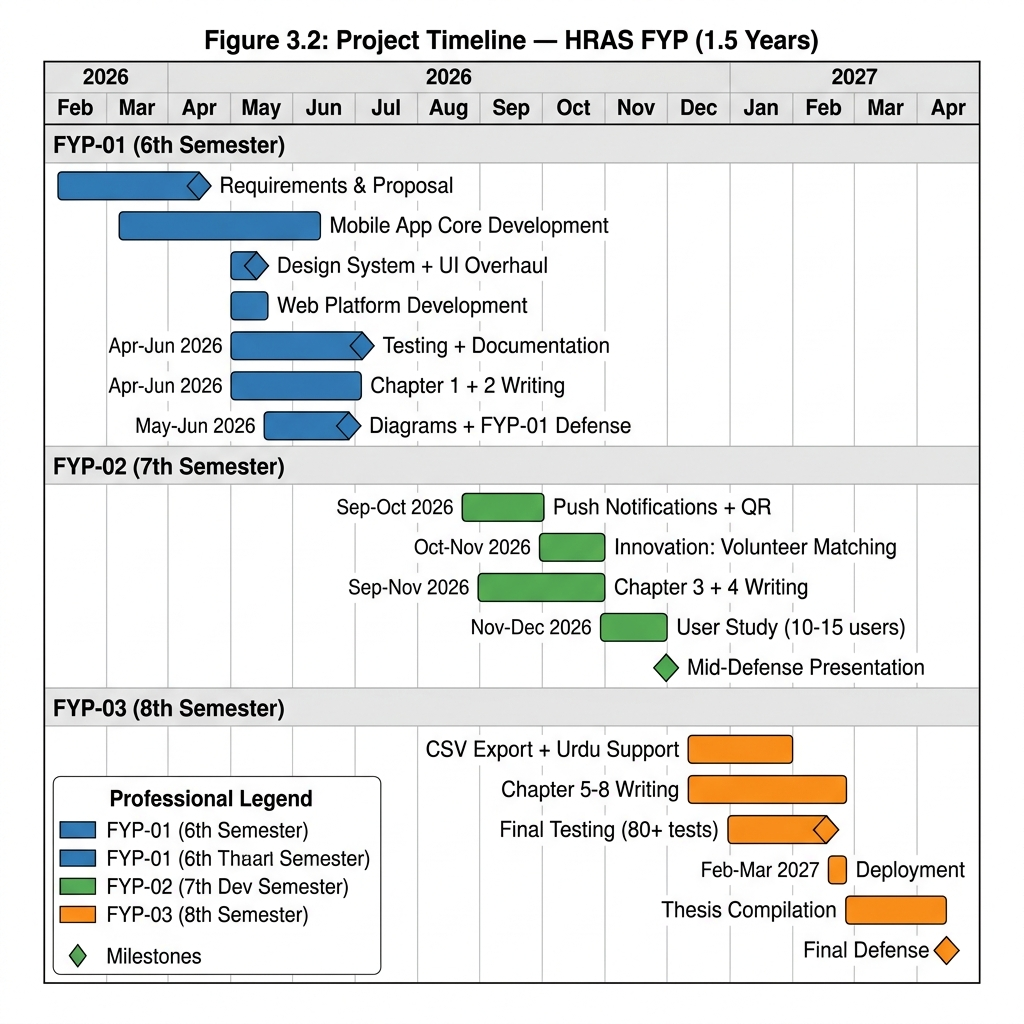 Figure 3.2: Project Timeline — HRAS FYP (1.5 Years)
2026 2026 2027
Feb Mar Apr May Jun Jul Aug Sep Oct Nov Dec Jan Feb Mar Apr
FYP-01 (6th Semester)
Requirements & Proposal
Mobile App Core Development
Design System + UI Overhaul
Web Platform Development
Apr-Jun 2026 Testing + Documentation
Apr-Jun 2026 Chapter 1 + 2 Writing
May-Jun 2026 Diagrams + FYP-01 Defense
FYP-02 (7th Semester)
Sep-Oct 2026 Push Notifications + QR
Oct-Nov 2026 Innovation: Volunteer Matching
Sep-Nov 2026 Chapter 3 + 4 Writing
Nov-Dec 2026 User Study (10-15 users)
Mid-Defense Presentation
FYP-03 (8th Semester)
CSV Export + Urdu Support
Chapter 5-8 Writing
Final Testing (80+ tests)
Feb-Mar 2027 Deployment
Thesis Compilation
Final Defense
Professional Legend
FYP-01 (6th Semester)
FYP-01 (6th Thaart Semester)
FYP-02 (7th Dev Semester)
FYP-03 (8th Semester)
Milestones